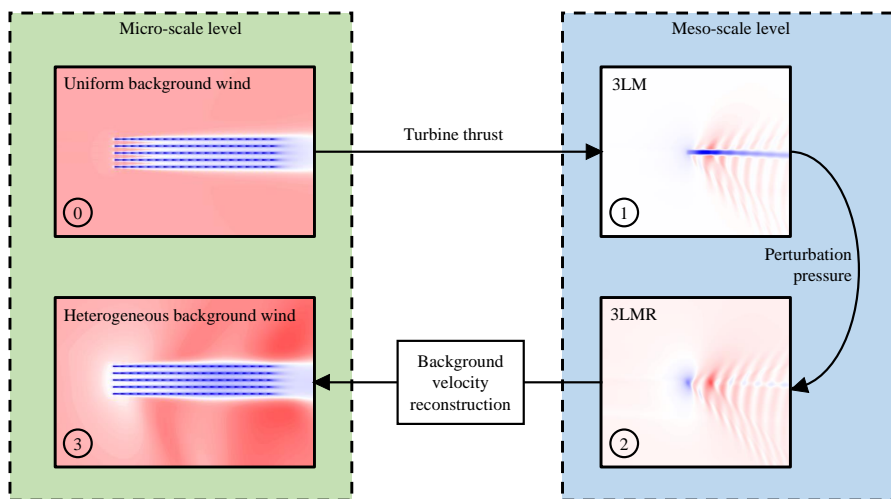 Micro-scale level
Meso-scale level
Uniform background wind
0
Turbine thrust
3LM
1
Perturbation
pressure
3LMR
2
Background
velocity
reconstruction
Heterogeneous background wind
3